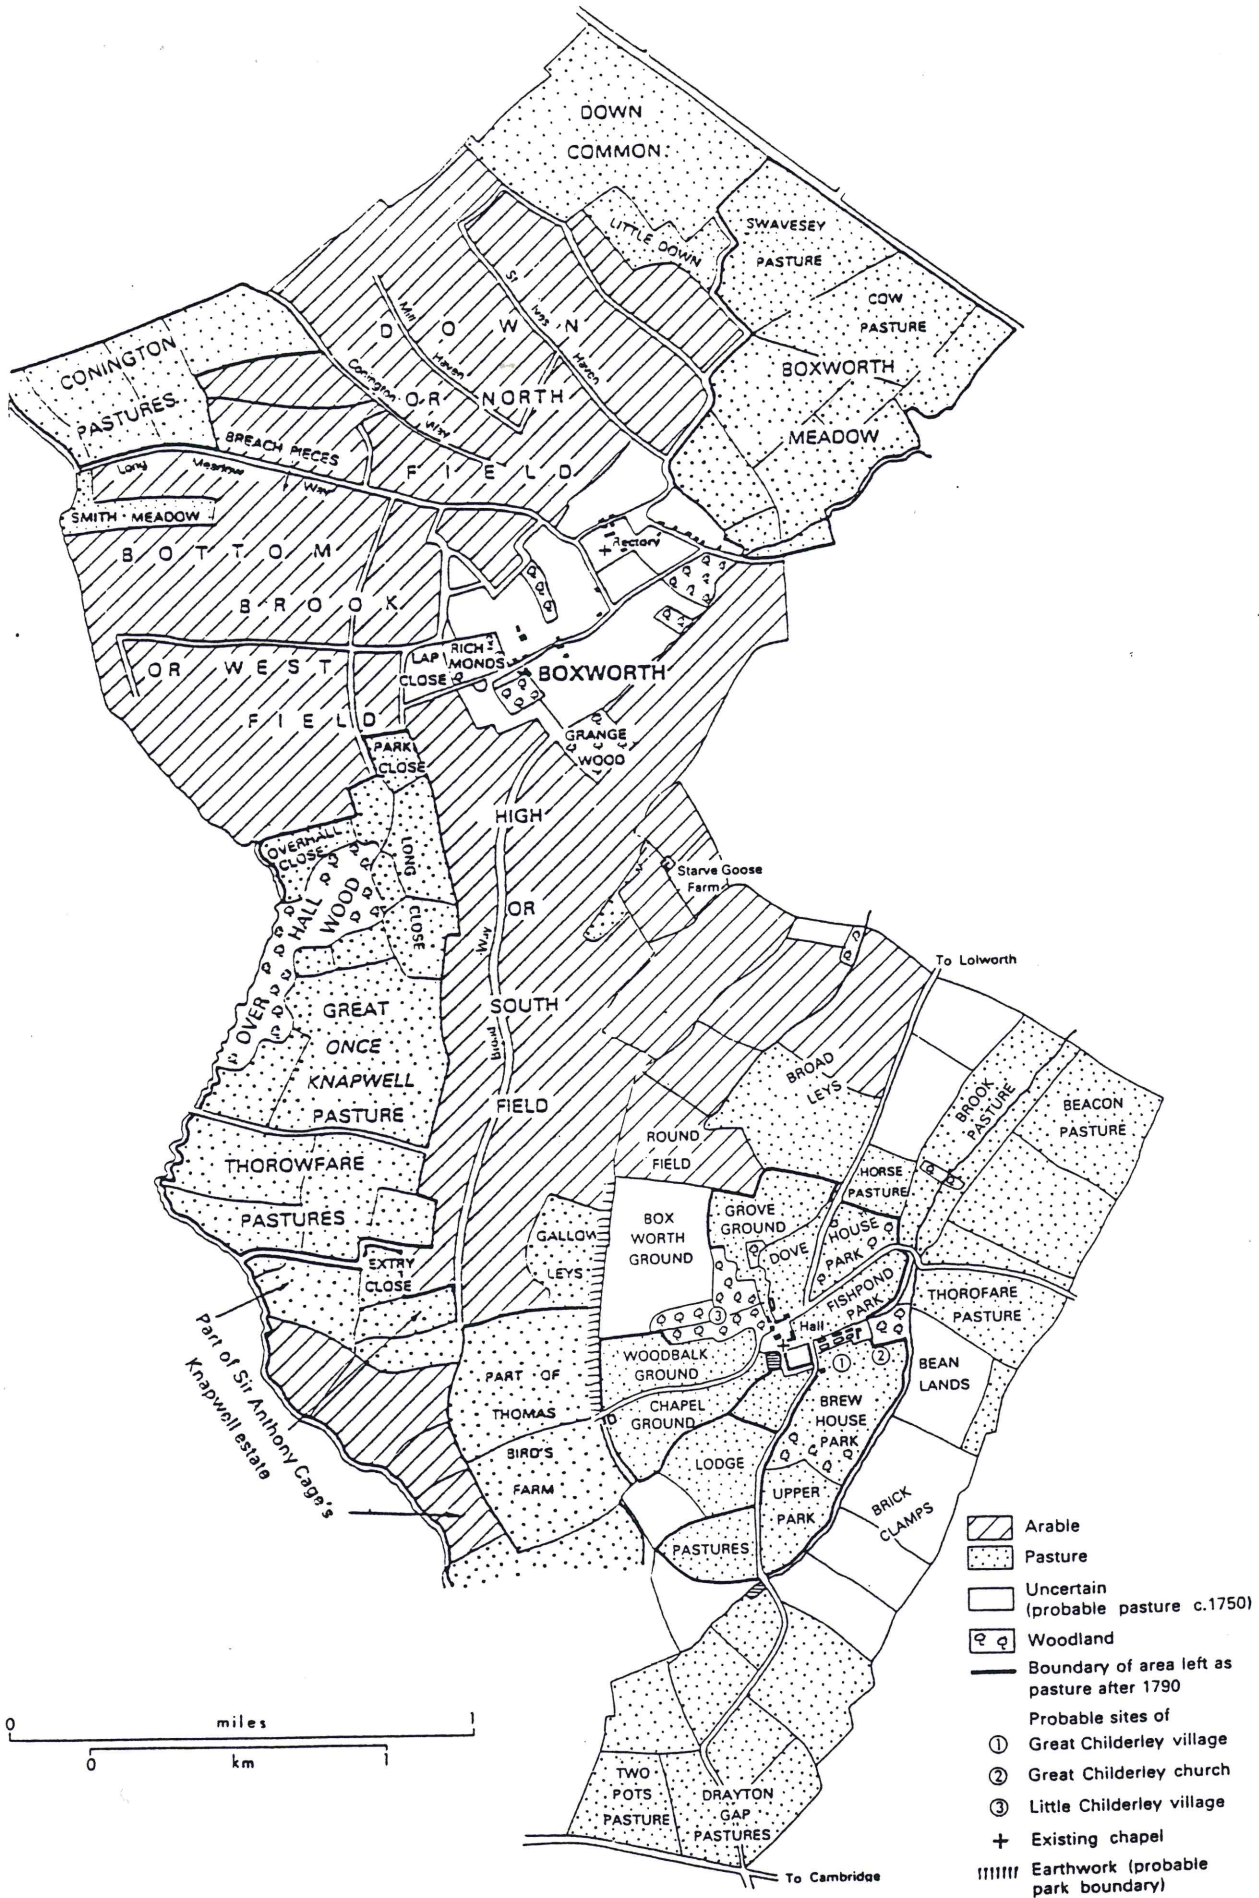 DOWN
COMMON
LITTLE DOWN
SWAVESEY
PASTURE
COW
PASTURE
BOXWORTH
MEADOW
St Ives Haven
Mill Haven
DOWN
OR NORTH
FIELD
Conington Way
CONINGTON
PASTURES
BREACH PIECES
Long Meadow Way
SMITH MEADOW
BOTTOM
BROOK
OR WEST
FIELD
Rectory
LAP
CLOSE
RICH
MONDS
BOXWORTH
GRANGE
WOOD
PARK
CLOSE
OVERHALL
CLOSE
LONG
CLOSE
OVER HALL WOOD
HIGH
OR
SOUTH
FIELD
Broad Way
Starve Goose
Farm
To Lolworth
GREAT
ONCE
KNAPWELL
PASTURE
THOROWFARE
PASTURES
EXTRY
CLOSE
Part of Sir Anthony Cage's
Knapwell estate
BROAD
LEYS
BROOK
PASTURE
BEACON
PASTURE
ROUND
FIELD
HORSE
PASTURE
GALLOW
LEYS
BOX
WORTH
GROUND
GROVE
GROUND
DOVE
HOUSE
PARK
FISHPOND
PARK
THOROFARE
PASTURE
3
Hall
1
2
WOODBALK
GROUND
CHAPEL
GROUND
BEAN
LANDS
BREW
HOUSE
PARK
PART OF
THOMAS
BIRD'S
FARM
LODGE
UPPER
PARK
PASTURES
BRICK
CLAMPS
TWO
POTS
PASTURE
DRAYTON
GAP
PASTURES
To Cambridge
0 miles 1
0 km 1
Arable
Pasture
Uncertain
(probable pasture c.1750)
Woodland
Boundary of area left as
pasture after 1790
Probable sites of
1 Great Childerley village
2 Great Childerley church
3 Little Childerley village
+ Existing chapel
Earthwork (probable
park boundary)